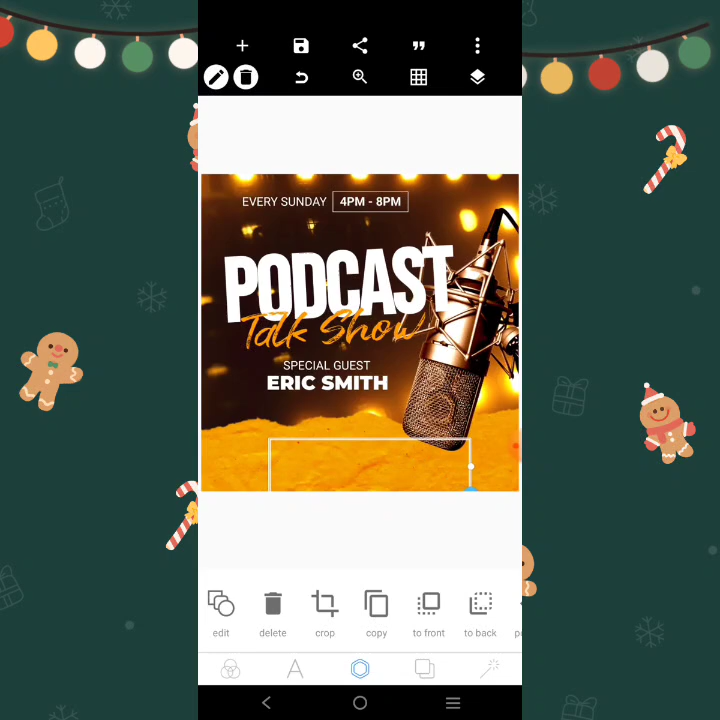 EVERY SUNDAY 4PM - 8PM
PODCAST
Talk Show
SPECIAL GUEST
ERIC SMITH
edit delete crop copy to front to back